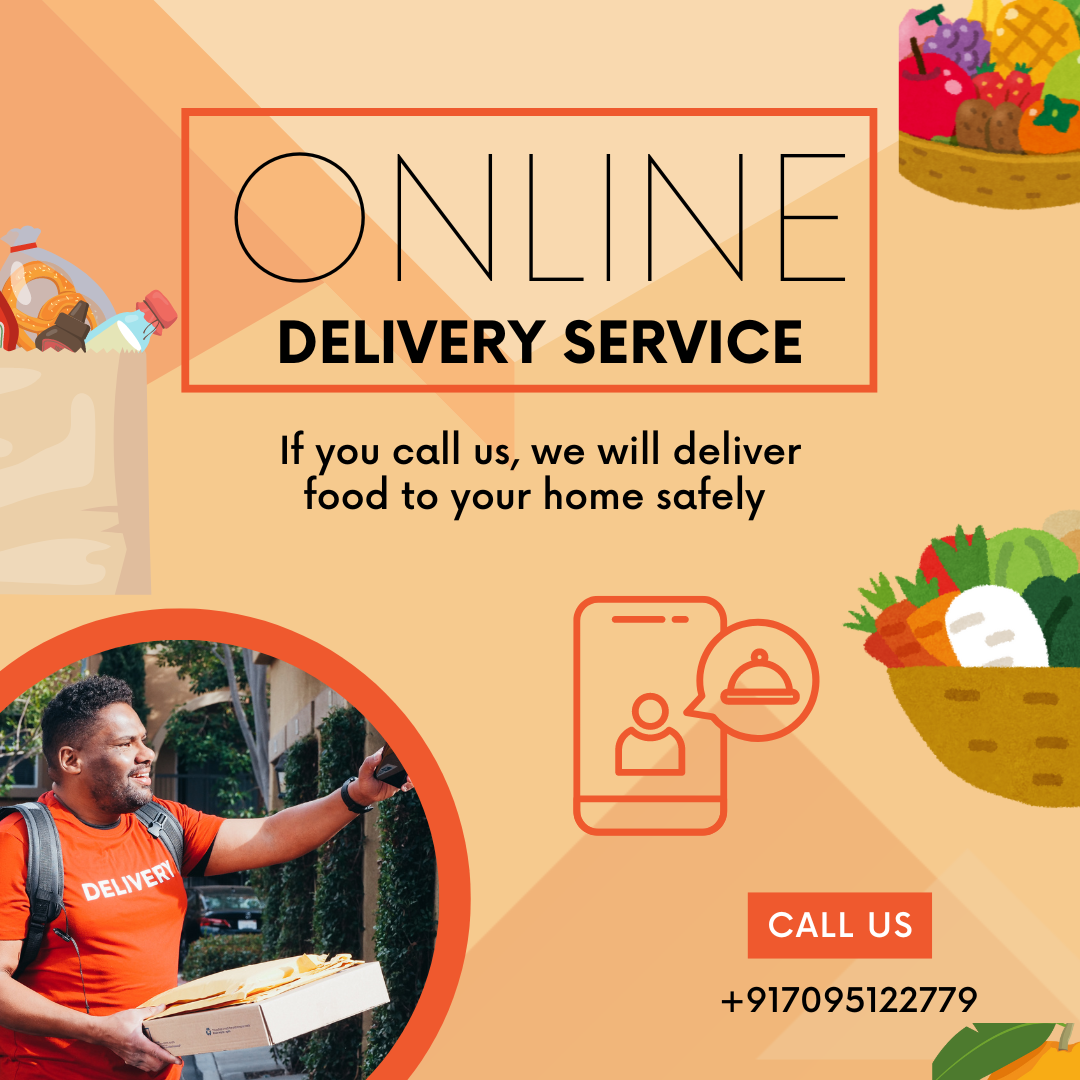 ONLINE
DELIVERY SERVICE
If you call us, we will deliver
food to your home safely
DELIVERY
CALL US
+917095122779